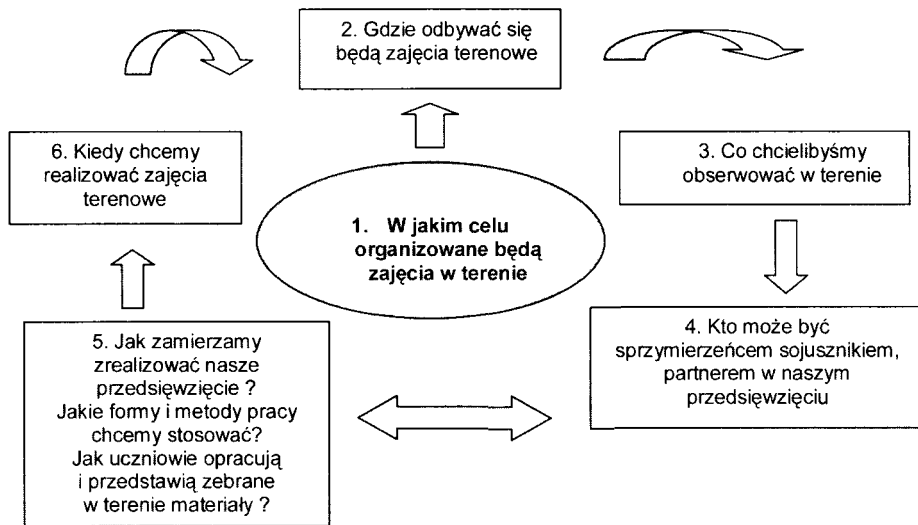 2. Gdzie odbywać się
będą zajęcia terenowe
6. Kiedy chcemy
realizować zajęcia
terenowe
3. Co chcielibyśmy
obserwować w terenie
1. W jakim celu
organizowane będą
zajęcia w terenie
5. Jak zamierzamy
zrealizować nasze
przedsięwzięcie ?
Jakie formy i metody pracy
chcemy stosować?
Jak uczniowie opracują
i przedstawią zebrane
w terenie materiały ?
4. Kto może być
sprzymierzeńcem sojusznikiem,
partnerem w naszym
przedsięwzięciu